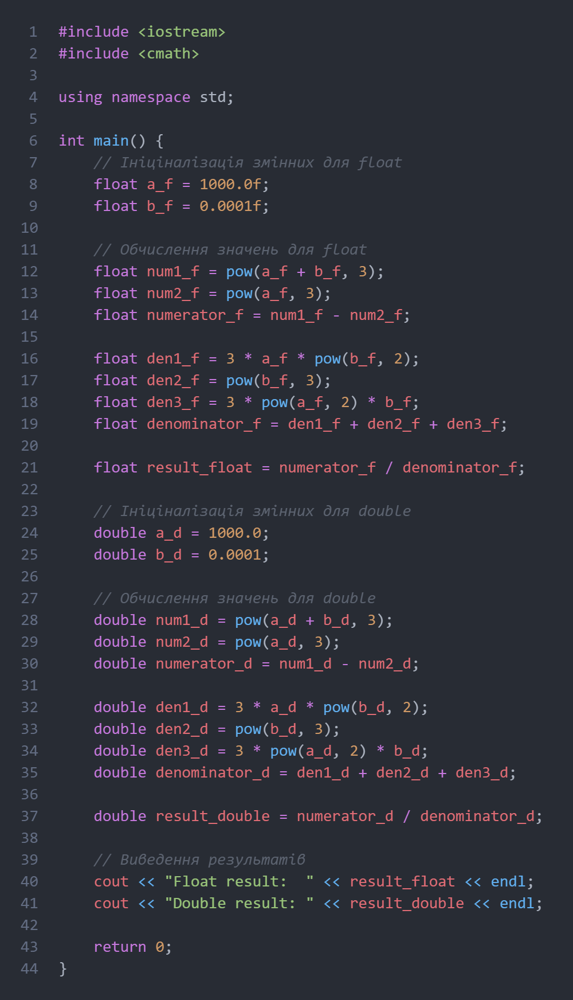 1 #include <iostream>
2 #include <cmath>
3
4 using namespace std;
5
6 int main() {
7     // Ініціналізація змінних для float
8     float a_f = 1000.0f;
9     float b_f = 0.0001f;
10
11     // Обчислення значень для float
12     float num1_f = pow(a_f + b_f, 3);
13     float num2_f = pow(a_f, 3);
14     float numerator_f = num1_f - num2_f;
15
16     float den1_f = 3 * a_f * pow(b_f, 2);
17     float den2_f = pow(b_f, 3);
18     float den3_f = 3 * pow(a_f, 2) * b_f;
19     float denominator_f = den1_f + den2_f + den3_f;
20
21     float result_float = numerator_f / denominator_f;
22
23     // Ініціналізація змінних для double
24     double a_d = 1000.0;
25     double b_d = 0.0001;
26
27     // Обчислення значень для double
28     double num1_d = pow(a_d + b_d, 3);
29     double num2_d = pow(a_d, 3);
30     double numerator_d = num1_d - num2_d;
31
32     double den1_d = 3 * a_d * pow(b_d, 2);
33     double den2_d = pow(b_d, 3);
34     double den3_d = 3 * pow(a_d, 2) * b_d;
35     double denominator_d = den1_d + den2_d + den3_d;
36
37     double result_double = numerator_d / denominator_d;
38
39     // Виведення результатів
40     cout << "Float result:  " << result_float << endl;
41     cout << "Double result: " << result_double << endl;
42
43     return 0;
44 }